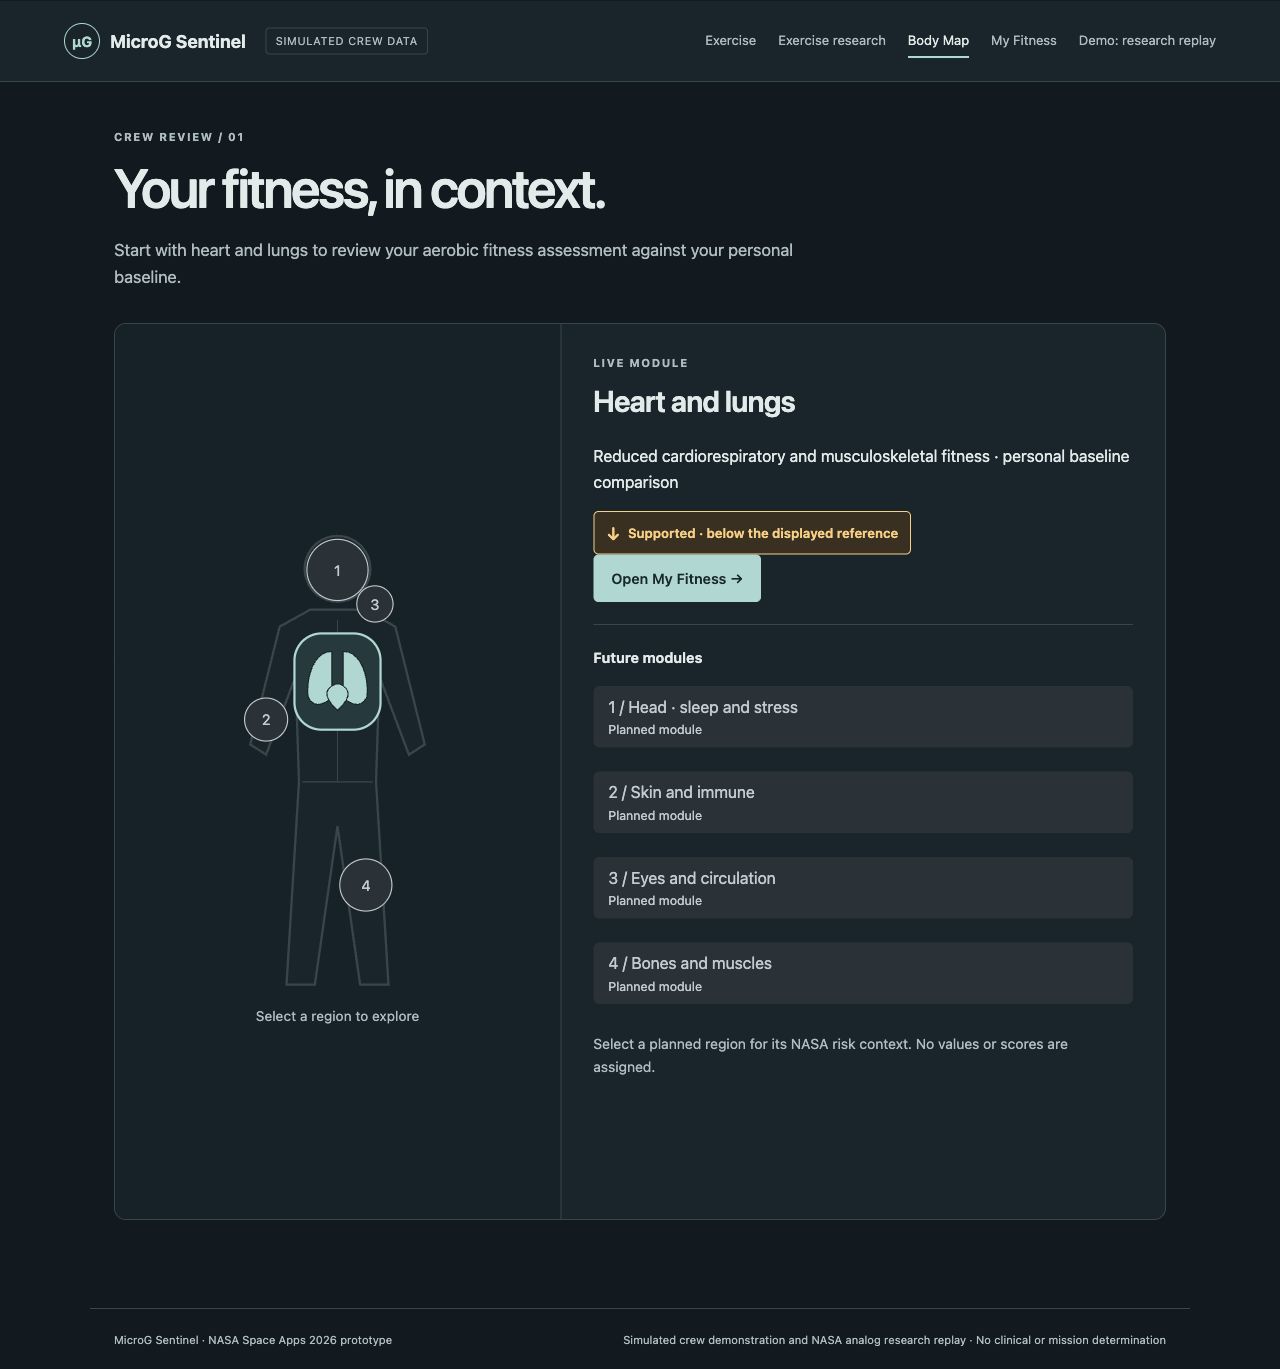 µG MicroG Sentinel SIMULATED CREW DATA Exercise Exercise research Body Map My Fitness Demo: research replay
CREW REVIEW / 01
Your fitness, in context.
Start with heart and lungs to review your aerobic fitness assessment against your personal
baseline.
1
3
2
4
Select a region to explore
LIVE MODULE
Heart and lungs
Reduced cardiorespiratory and musculoskeletal fitness · personal baseline
comparison
↓ Supported · below the displayed reference
Open My Fitness →
Future modules
1 / Head · sleep and stress
Planned module
2 / Skin and immune
Planned module
3 / Eyes and circulation
Planned module
4 / Bones and muscles
Planned module
Select a planned region for its NASA risk context. No values or scores are
assigned.
MicroG Sentinel · NASA Space Apps 2026 prototype
Simulated crew demonstration and NASA analog research replay · No clinical or mission determination